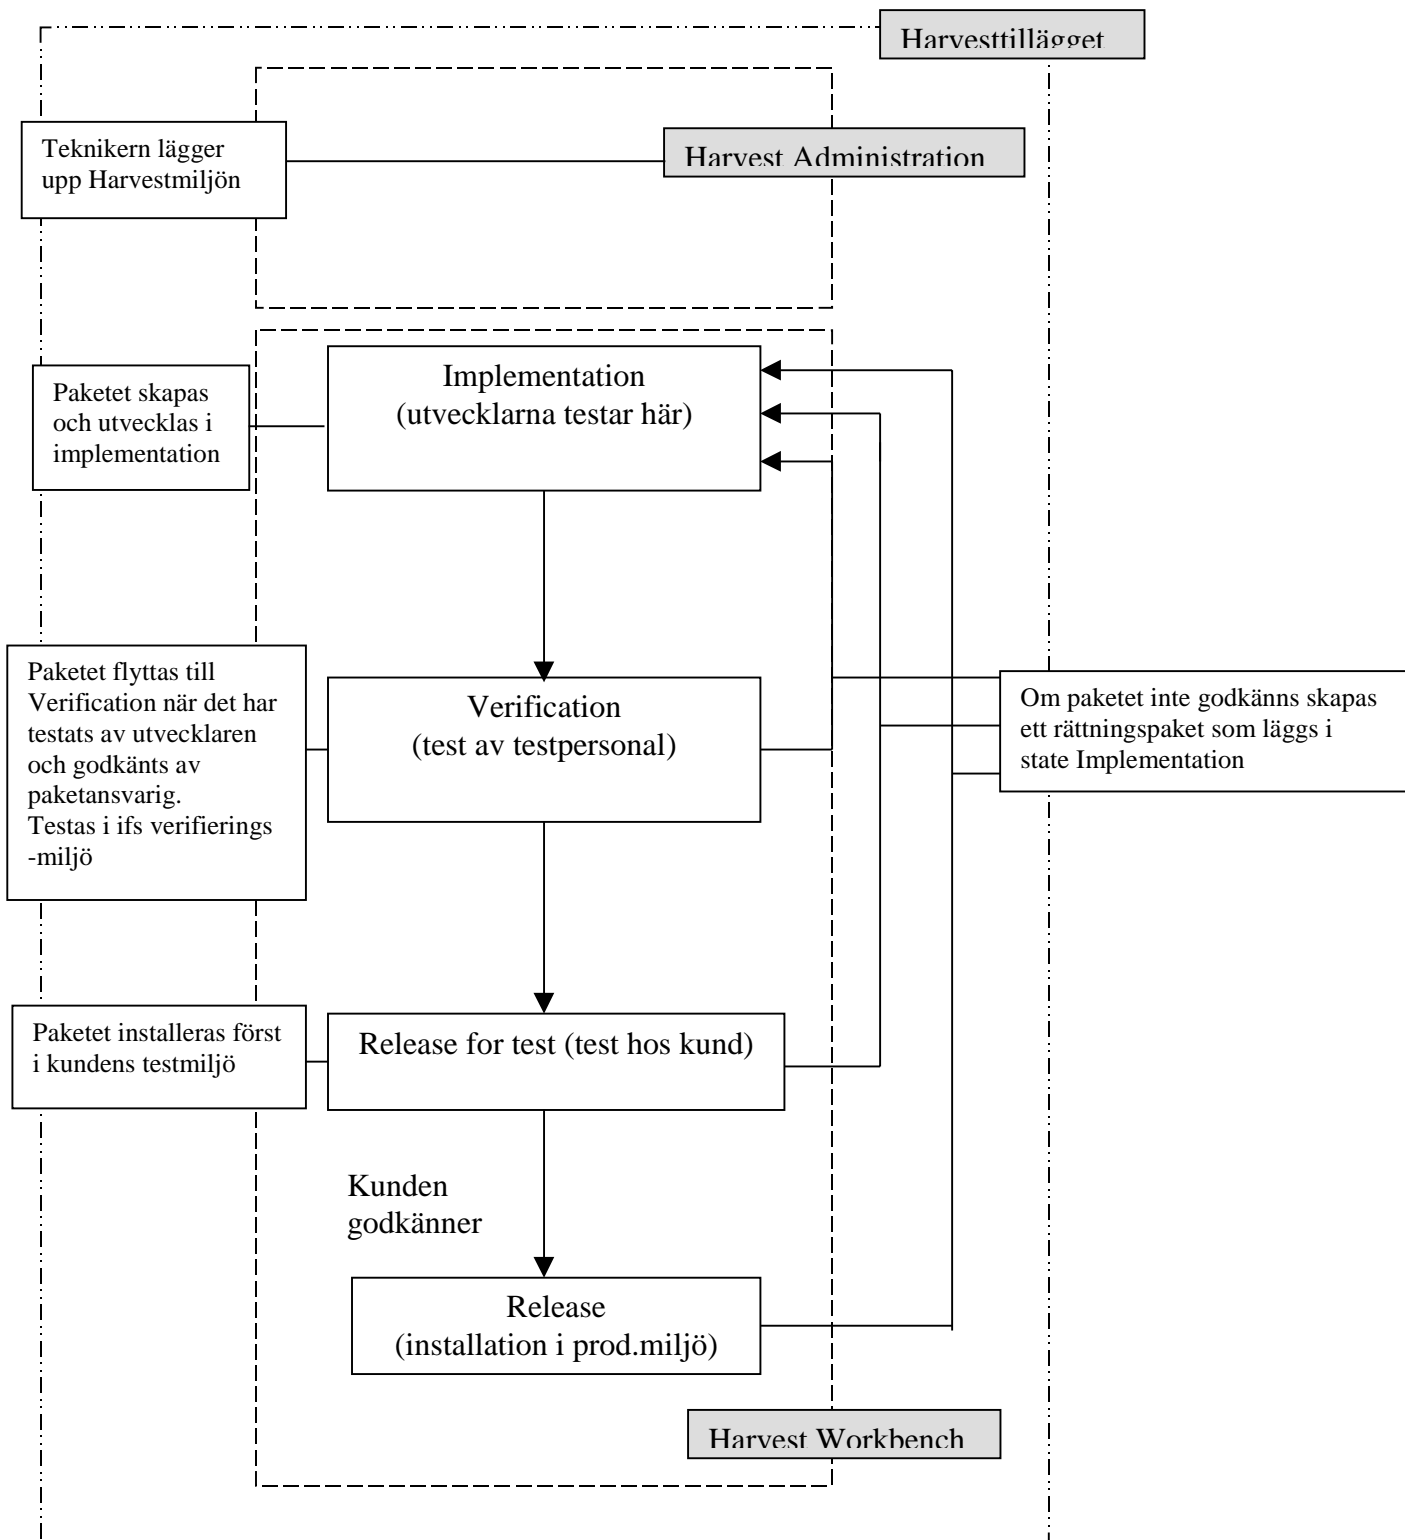 Harvesttillägget
Teknikern lägger
upp Harvestmiljön
Harvest Administration
Paketet skapas
och utvecklas i
implementation
Implementation
(utvecklarna testar här)
Paketet flyttas till
Verification när det har
testats av utvecklaren
och godkänts av
paketansvarig.
Testas i ifs verifierings
-miljö
Verification
(test av testpersonal)
Om paketet inte godkänns skapas
ett rättningspaket som läggs i
state Implementation
Paketet installeras först
i kundens testmiljö
Release for test (test hos kund)
Kunden
godkänner
Release
(installation i prod.miljö)
Harvest Workbench